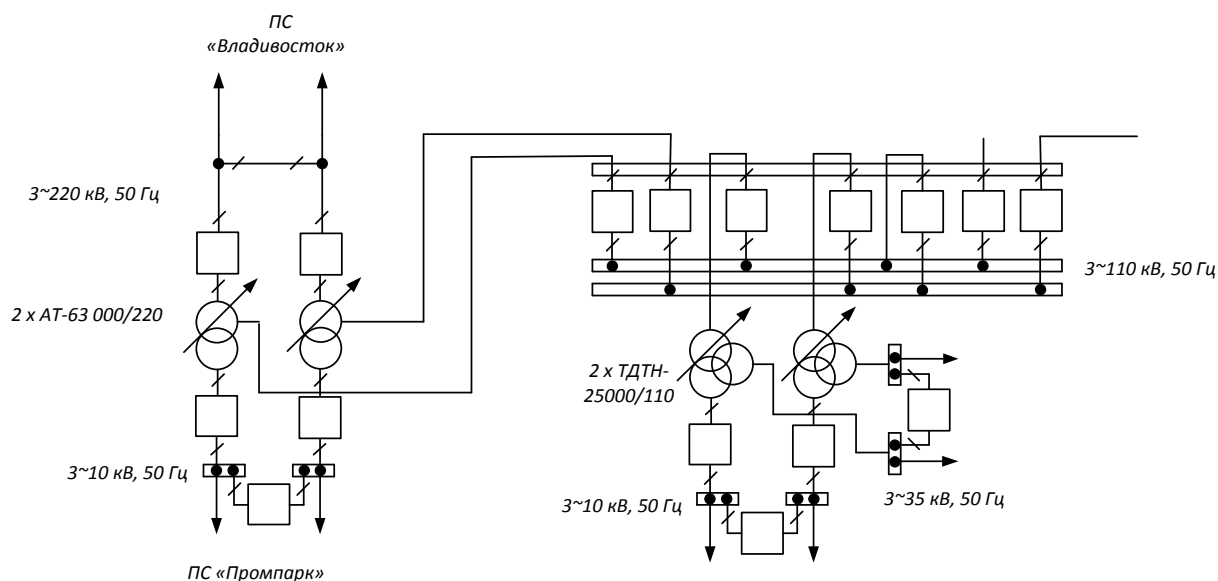 ПС
«Владивосток»
3~220 кВ, 50 Гц
3~110 кВ, 50 Гц
2 х АТ-63 000/220
2 х ТДТН-
25000/110
3~10 кВ, 50 Гц
3~10 кВ, 50 Гц
3~35 кВ, 50 Гц
ПС «Промпарк»